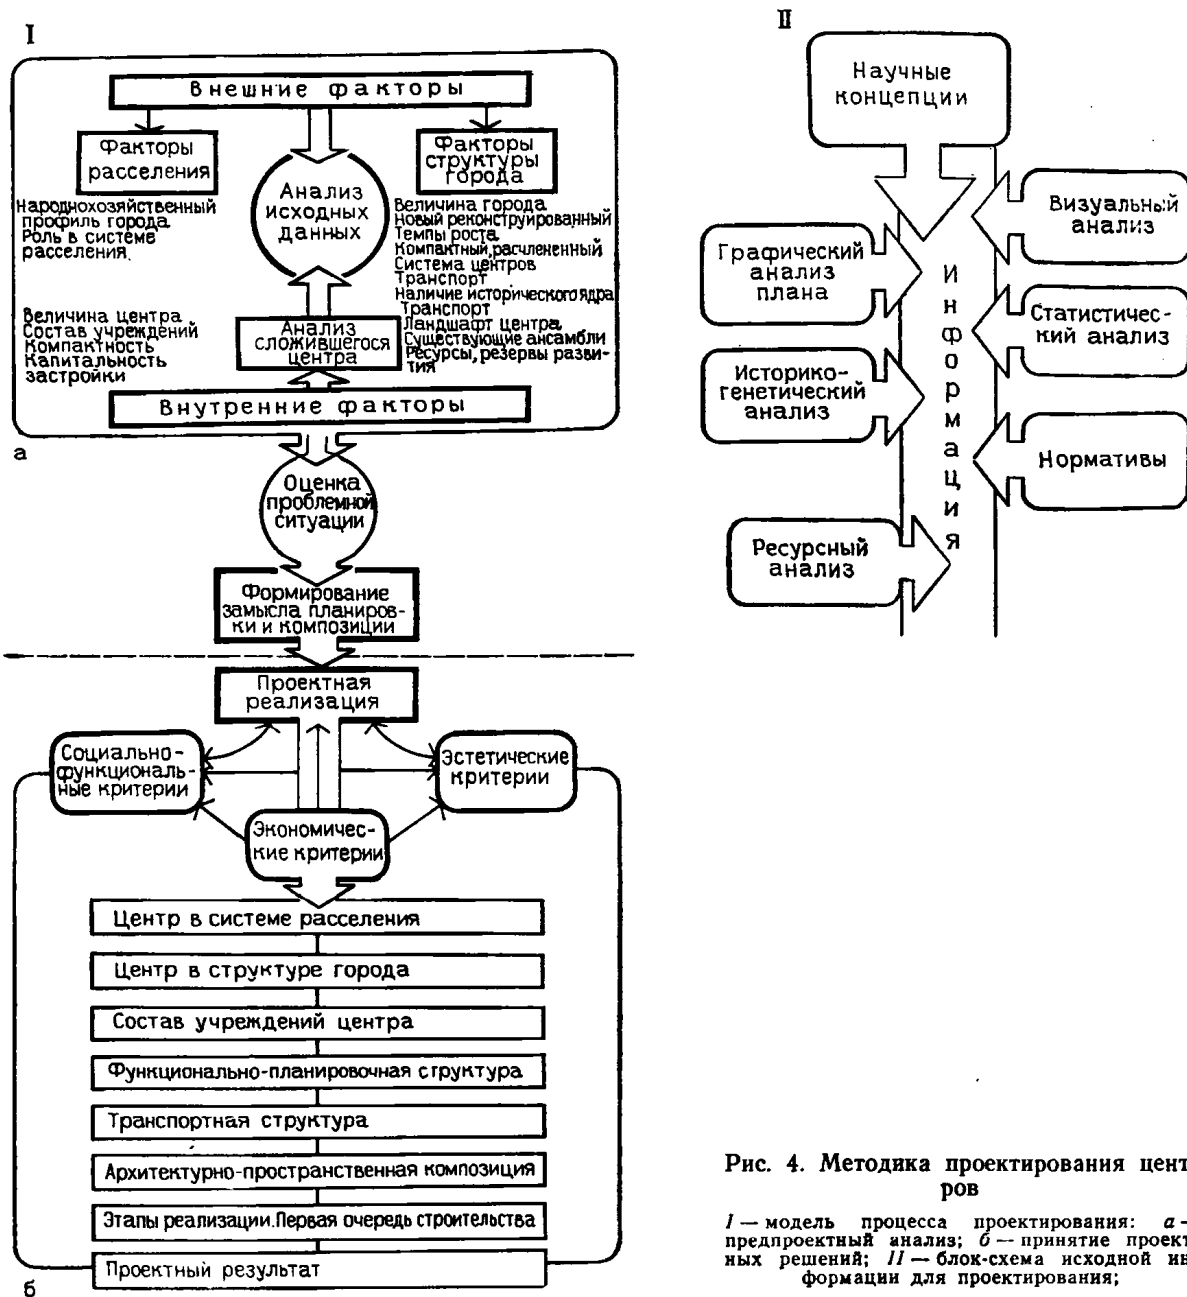 I
Внешние факторы
Факторы
расселения
Факторы
структуры
города
Анализ
исходных
данных
Народнохозяйственный
профиль города
Роль в системе
расселения.
Величина города
Новый реконструированный
Темпы роста
Компактный, расчлененный
Система центров
Транспорт
Наличие исторического ядра
Транспорт
Ландшафт центра
Существующие ансамбли
Ресурсы, резервы разви-
тия
Величина центра
Состав учреждений
Компактность
Капитальность
застройки
Анализ
сложившегося
центра
Внутренние факторы
а
Оценка
проблемной
ситуации
Формирование
замысла планиров-
ки и композиции
Проектная
реализация
Социально-
функциональ-
ные критерии
Эстетические
критерии
Экономичес-
кие критерии
Центр в системе расселения
Центр в структуре города
Состав учреждений центра
Функционально-планировочная структура
Транспортная структура
Архитектурно-пространственная композиция
Этапы реализации. Первая очередь строительства
Проектный результат
б
II
Научные
концепции
Визуальный
анализ
Графический
анализ
плана
Статистичес-
кий анализ
Историко-
генетический
анализ
Нормативы
Ресурсный
анализ
Информация
Рис. 4. Методика проектирования цент
ров
I — модель процесса проектирования: а —
предпроектный анализ; б — принятие проект
ных решений; II — блок-схема исходной ин
формации для проектирования;